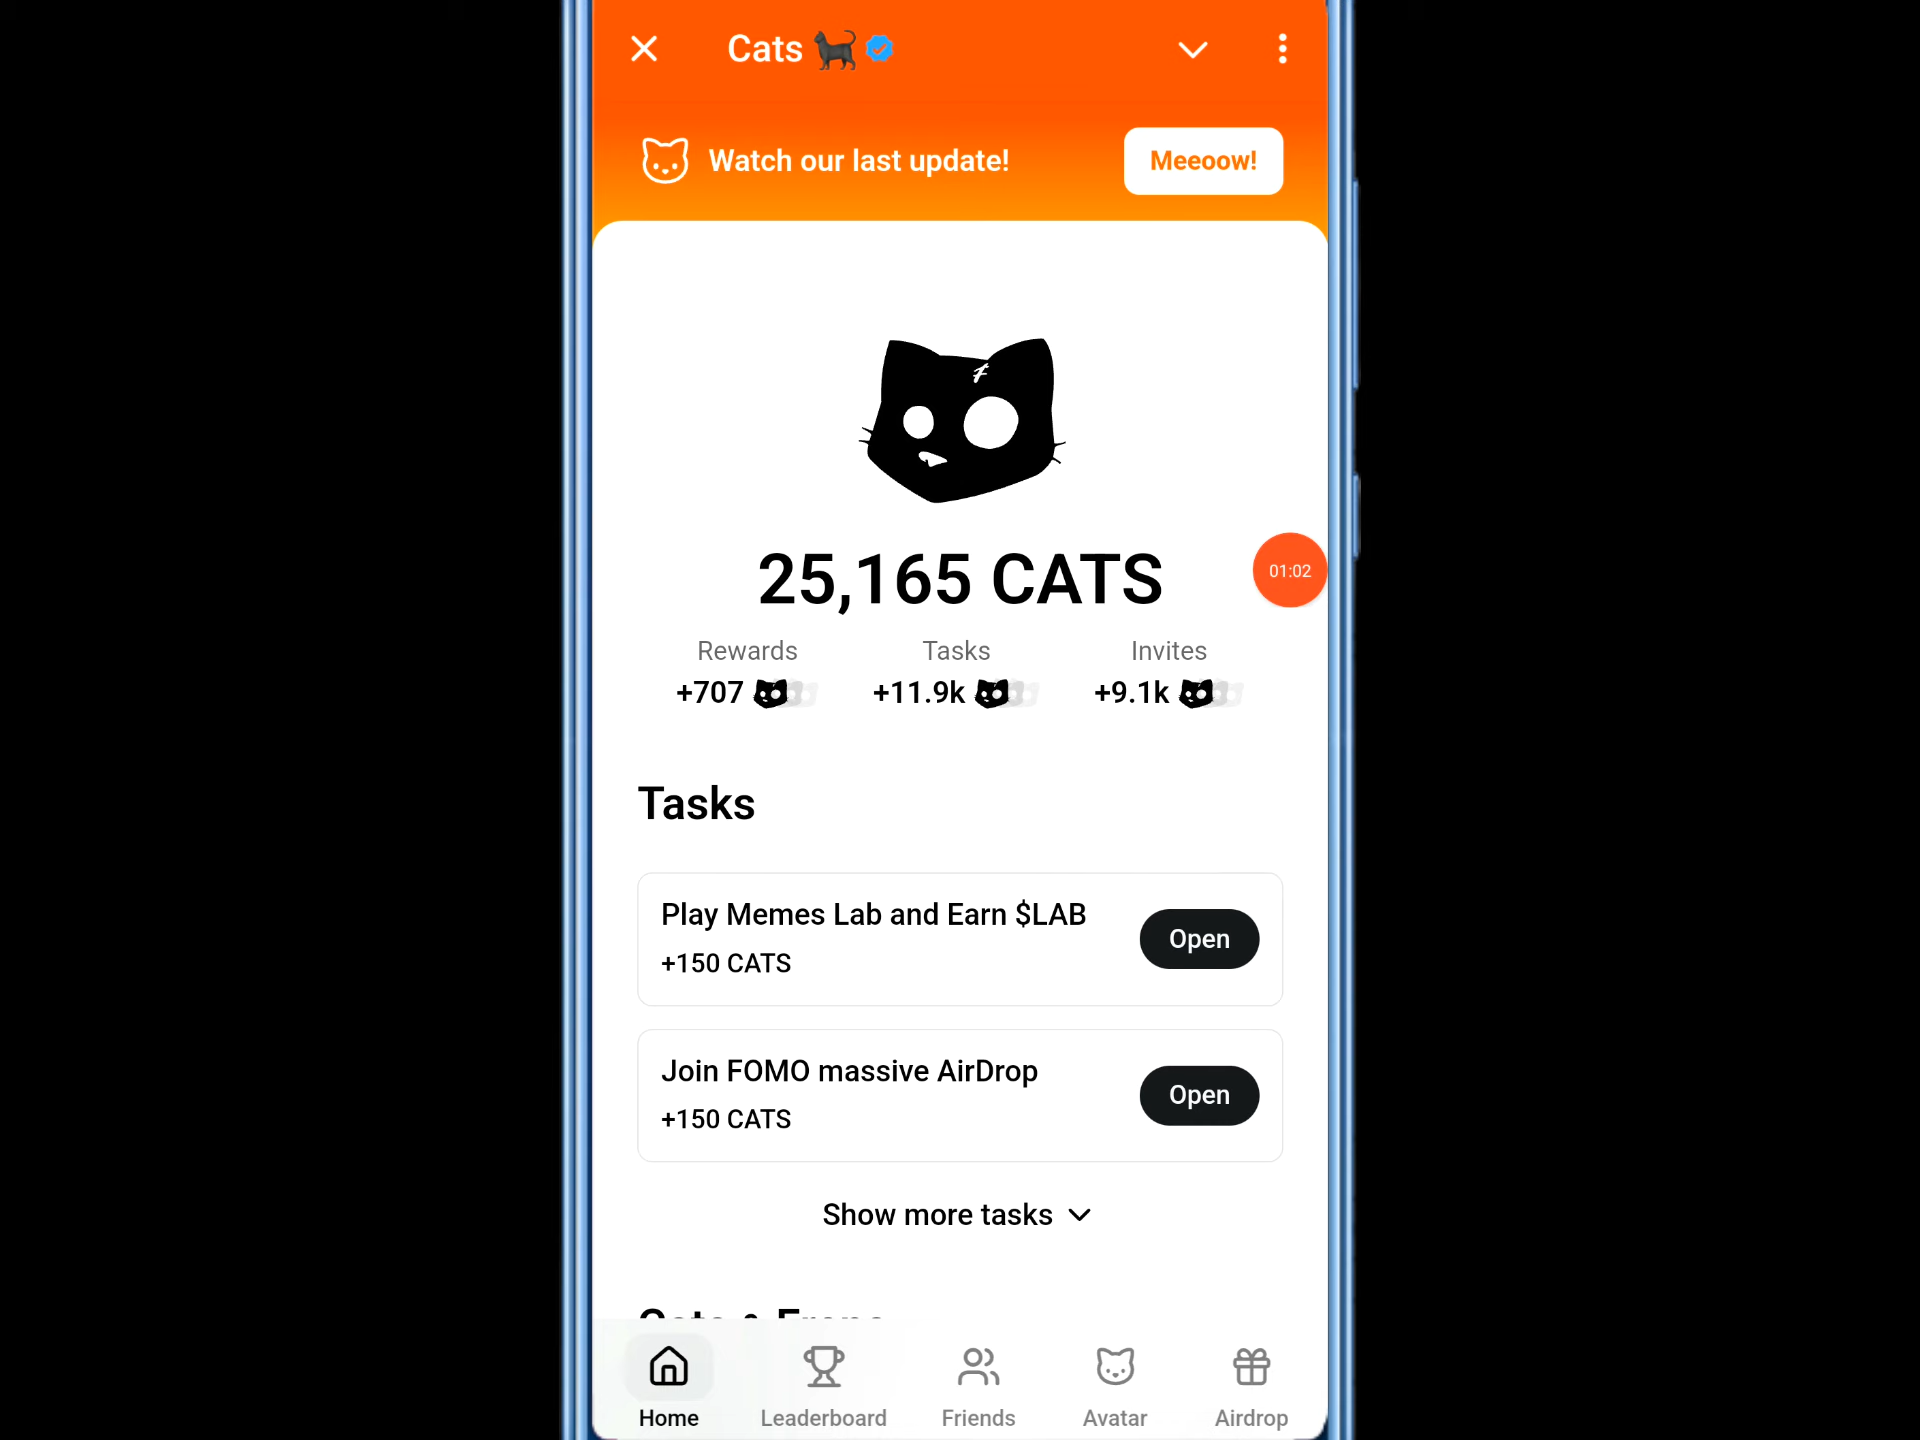 Cats
Watch our last update!
Meeoow!
25,165 CATS
01:02
Rewards
Tasks
Invites
+707
+11.9k
+9.1k
Tasks
Play Memes Lab and Earn $LAB
+150 CATS
Open
Join FOMO massive AirDrop
+150 CATS
Open
Show more tasks
Home
Leaderboard
Friends
Avatar
Airdrop